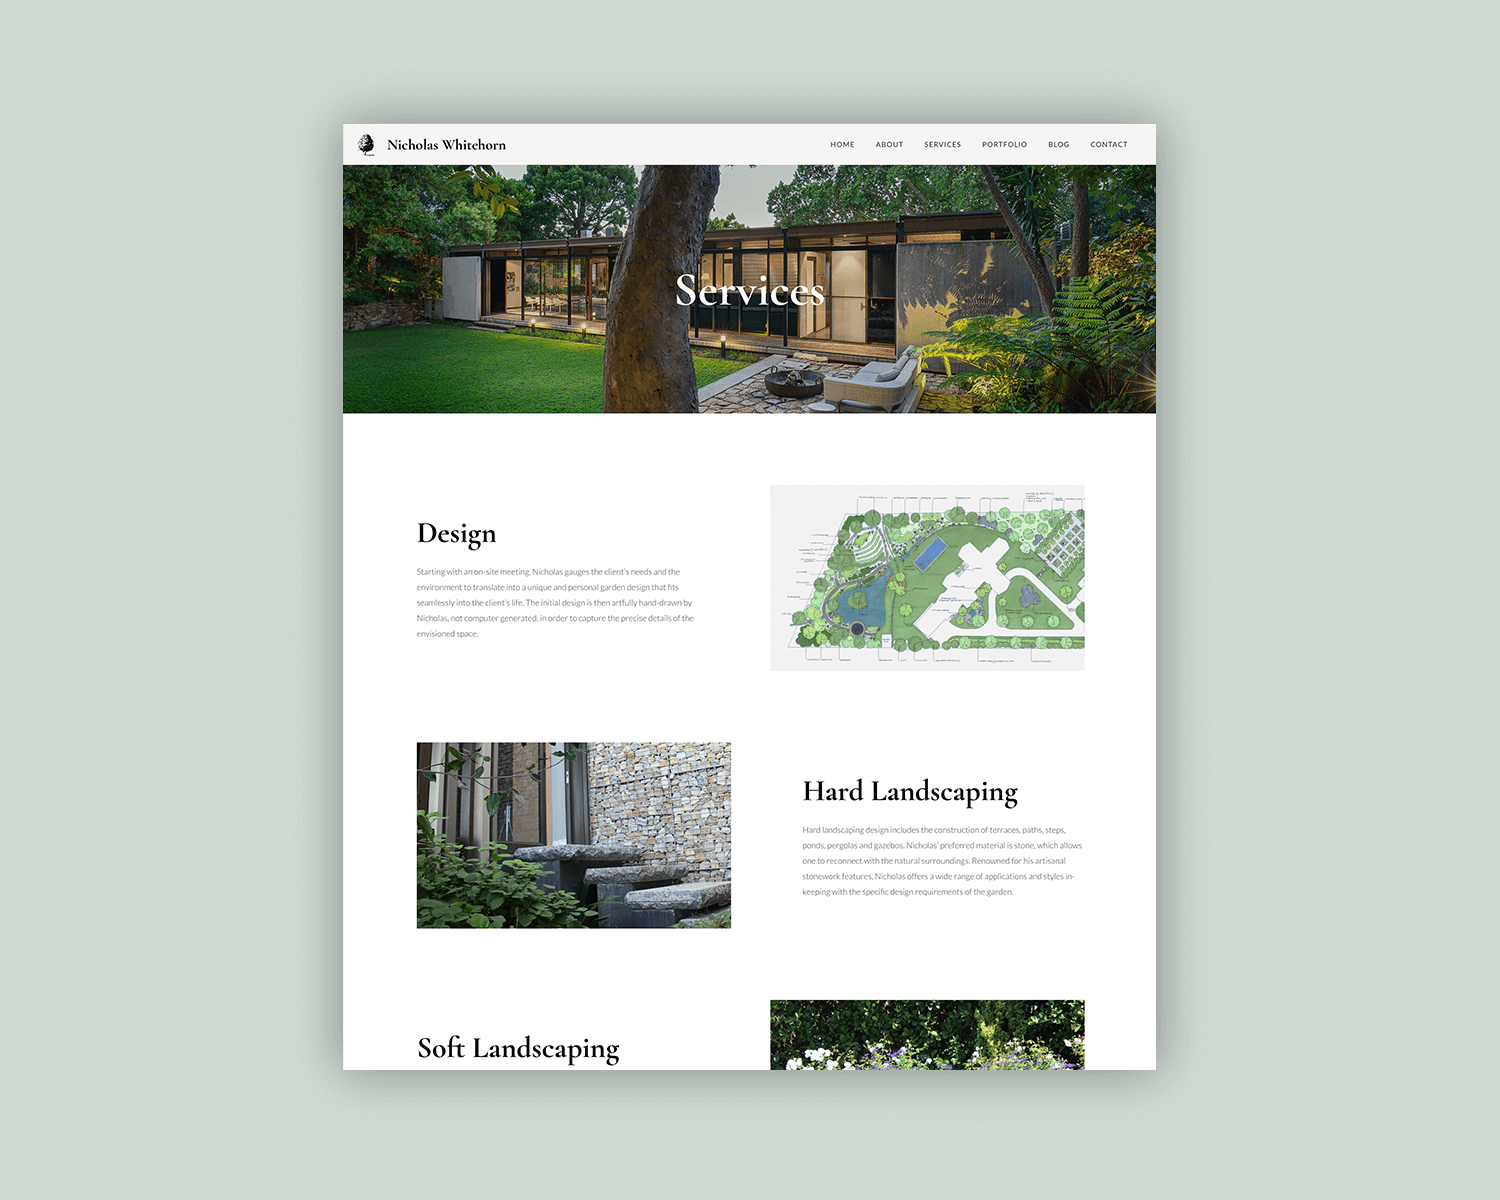 Nicholas Whitehorn
HOME ABOUT SERVICES PORTFOLIO BLOG CONTACT
Services
Design
Starting with an on-site meeting, Nicholas gauges the client's needs and the
environment to translate into a unique and personal garden design that fits
seamlessly into the client's life. The initial design is then artfully hand-drawn by
Nicholas, not computer generated, in order to capture the precise details of the
envisioned space.
Hard Landscaping
Hard landscaping design includes the construction of terraces, paths, steps,
ponds, pergolas and gazebos. Nicholas' preferred material is stone, which allows
one to reconnect with the natural surroundings. Renowned for his artisanal
stonework features, Nicholas offers a wide range of applications and styles in-
keeping with the specific design requirements of the garden.
Soft Landscaping